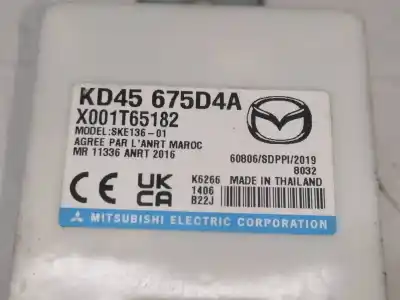 KD45 675D4A
X001T65182
MODEL:SKE136-01
AGREE PAR L'ANRT MAROC
MR 11336 ANRT 2016
60806/SDPPI/2019
8032
CE UK CA
K6266 MADE IN THAILAND
1406
B22J
MITSUBISHI ELECTRIC CORPORATION